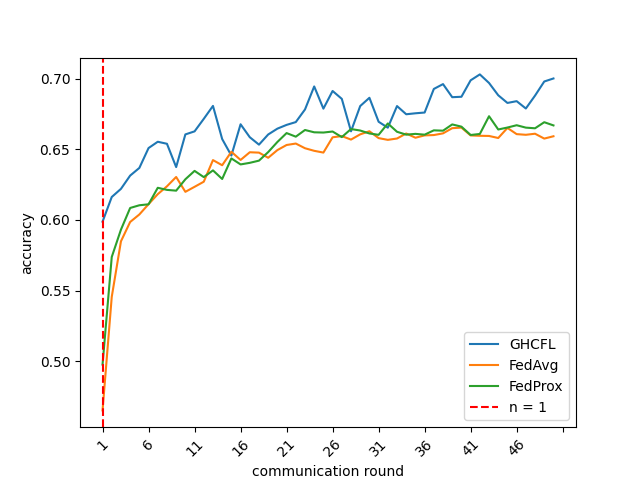 accuracy
0.70
0.65
0.60
0.55
0.50
GHCFL
FedAvg
FedProx
n = 1
1
6
11
16
21
26
31
36
41
46
communication round